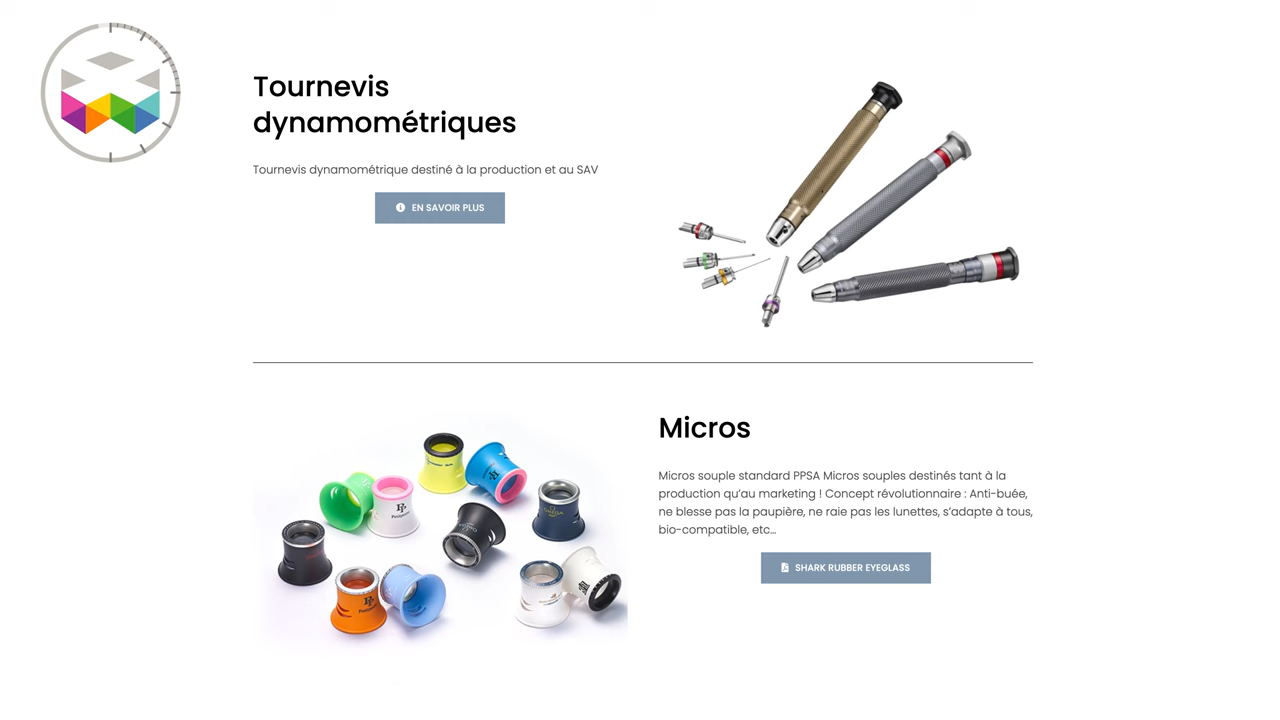 Tournevis
dynamométriques
Tournevis dynamométrique destiné à la production et au SAV
EN SAVOIR PLUS
Micros
Micros souple standard PPSA Micros souples destinés tant à la
production qu’au marketing ! Concept révolutionnaire : Anti-buée,
ne blesse pas la paupière, ne raie pas les lunettes, s’adapte à tous,
bio-compatible, etc…
SHARK RUBBER EYEGLASS
OMEGA